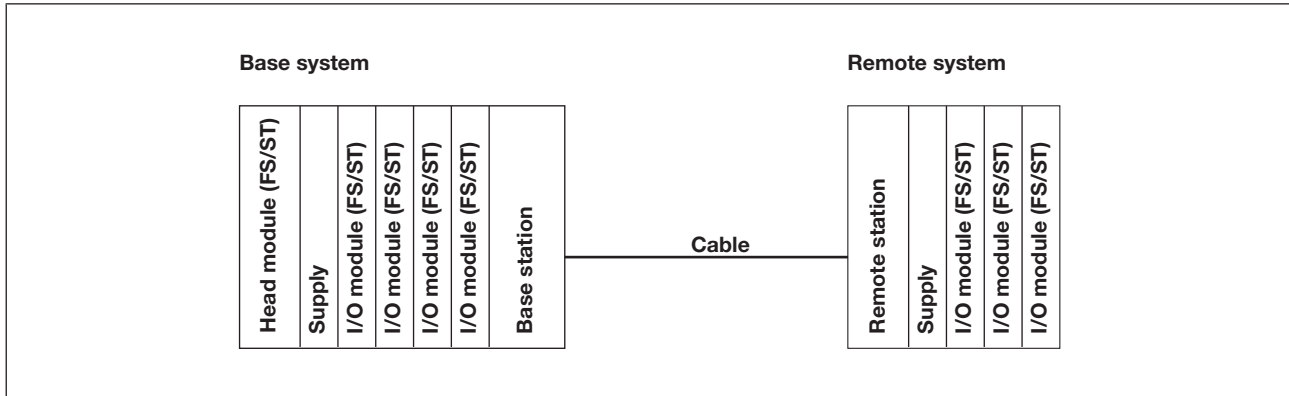 Base system
Remote system
Head module (FS/ST)
Supply
I/O module (FS/ST)
I/O module (FS/ST)
I/O module (FS/ST)
I/O module (FS/ST)
Base station
Cable
Remote station
Supply
I/O module (FS/ST)
I/O module (FS/ST)
I/O module (FS/ST)